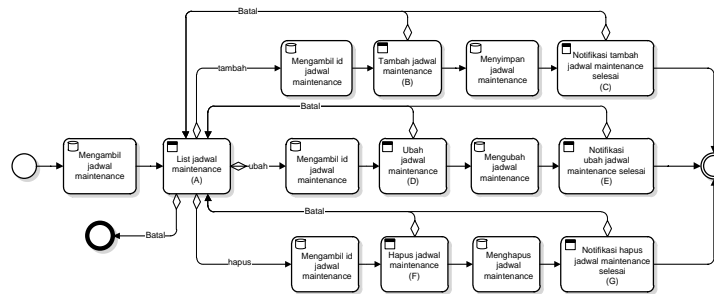 Batal
tambah
Mengambil id
jadwal
maintenance
Tambah jadwal
maintenance
(B)
Menyimpan
jadwal
maintenance
Notifikasi tambah
jadwal maintenance
selesai
(C)
Batal
Mengambil
jadwal
maintenance
List jadwal
maintenance
(A)
ubah
Mengambil id
jadwal
maintenance
Ubah
jadwal
maintenance
(D)
Mengubah
jadwal
maintenance
Notifikasi
ubah jadwal
maintenance selesai
(E)
Batal
Batal
hapus
Mengambil id
jadwal
maintenance
Hapus jadwal
maintenance
(F)
Menghapus
jadwal
maintenance
Notifikasi hapus
jadwal maintenance
selesai
(G)